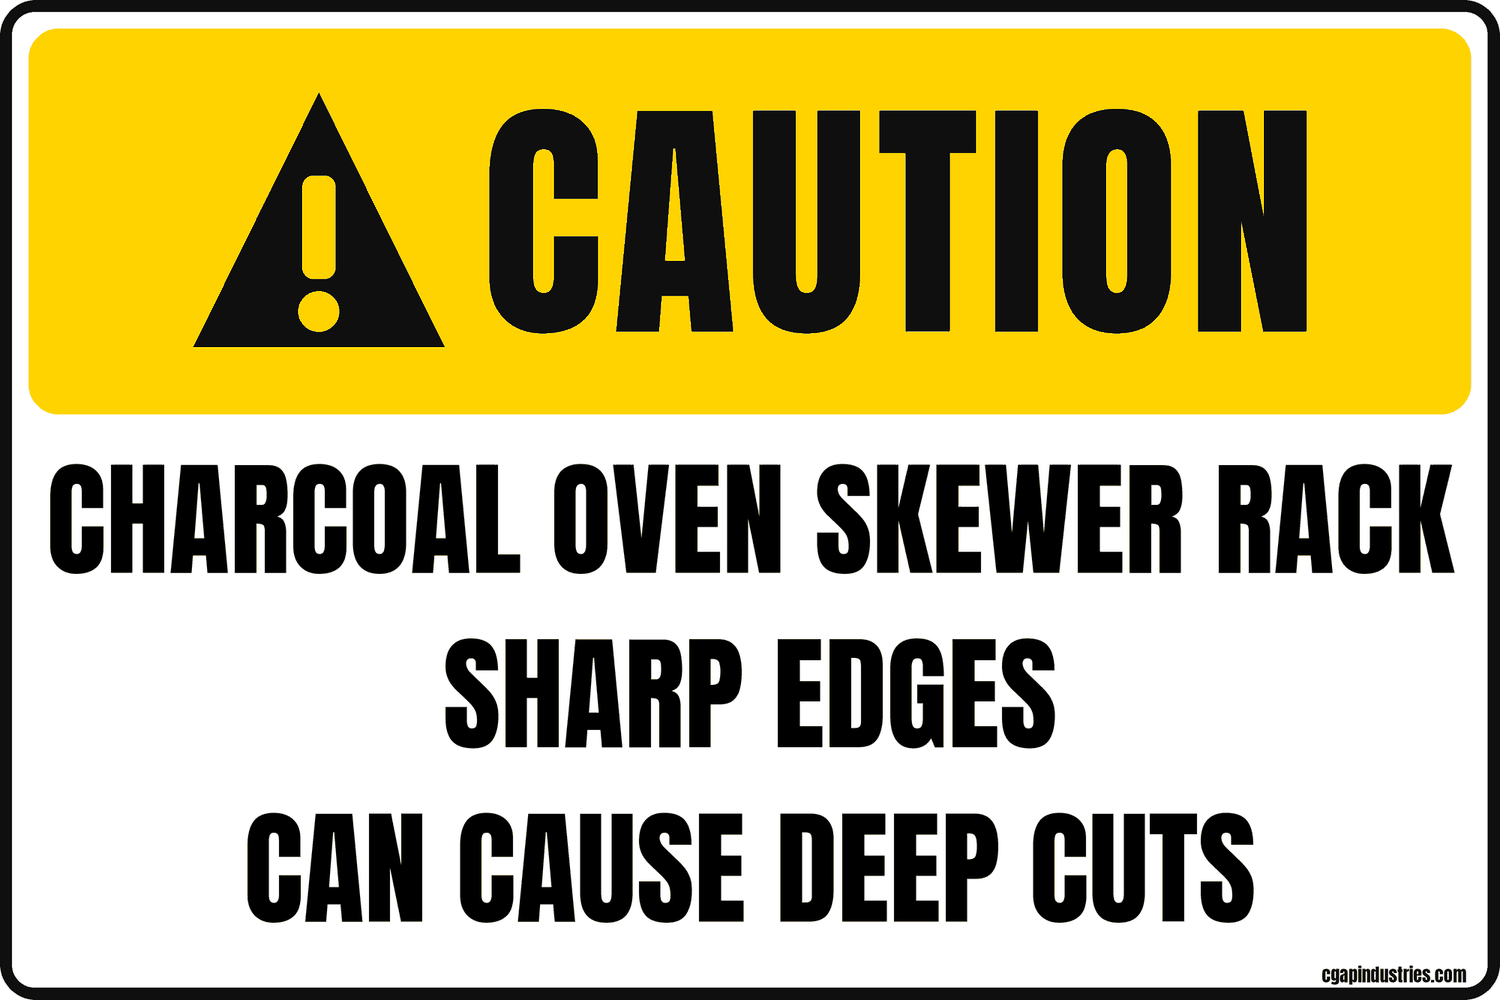 CAUTION
CHARCOAL OVEN SKEWER RACK
SHARP EDGES
CAN CAUSE DEEP CUTS
cgapindustries.com